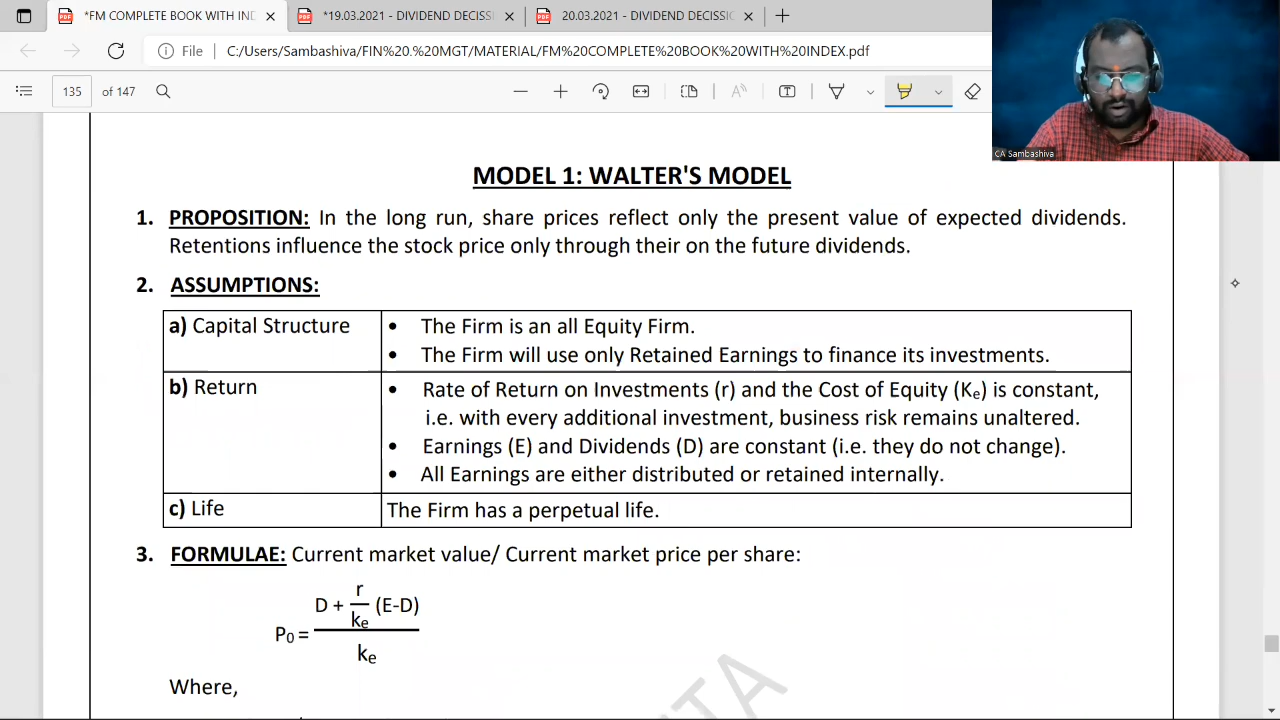 *FM COMPLETE BOOK WITH IND
*19.03.2021 - DIVIDEND DECISSI
20.03.2021 - DIVIDEND DECISSIO
File
C:/Users/Sambashiva/FIN%20.%20MGT/MATERIAL/FM%20COMPLETE%20BOOK%20WITH%20INDEX.pdf
135 of 147
CA Sambashiva
MODEL 1: WALTER'S MODEL
1. PROPOSITION: In the long run, share prices reflect only the present value of expected dividends.
Retentions influence the stock price only through their on the future dividends.
2. ASSUMPTIONS:
a) Capital Structure
• The Firm is an all Equity Firm.
• The Firm will use only Retained Earnings to finance its investments.
b) Return
• Rate of Return on Investments (r) and the Cost of Equity (Ke) is constant,
i.e. with every additional investment, business risk remains unaltered.
• Earnings (E) and Dividends (D) are constant (i.e. they do not change).
• All Earnings are either distributed or retained internally.
c) Life
The Firm has a perpetual life.
3. FORMULAE: Current market value/ Current market price per share:
r
D + — (E-D)
ke
P0 =
ke
Where,